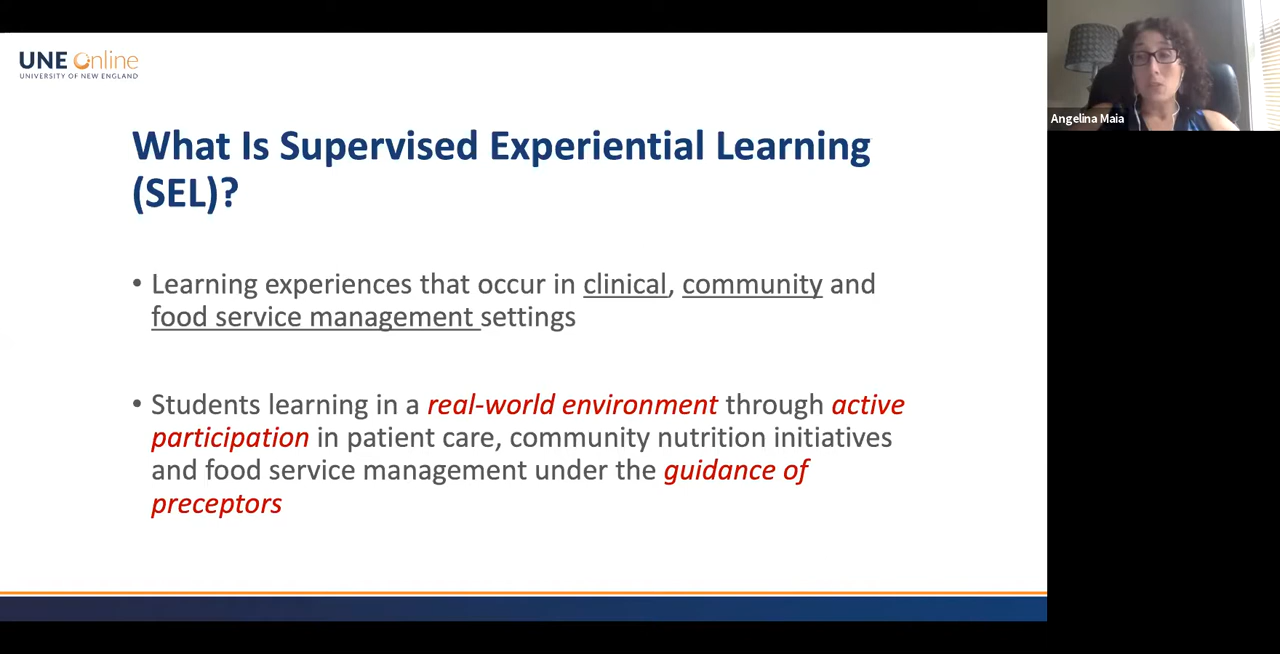 UNE Online
UNIVERSITY OF NEW ENGLAND
Angelina Maia
What Is Supervised Experiential Learning
(SEL)?
• Learning experiences that occur in clinical, community and
food service management settings
• Students learning in a real-world environment through active
participation in patient care, community nutrition initiatives
and food service management under the guidance of
preceptors